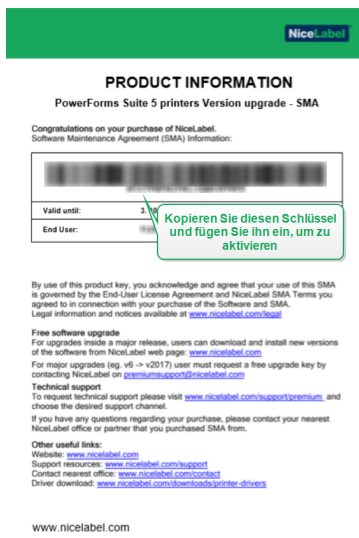 NiceLabel
PRODUCT INFORMATION
PowerForms Suite 5 printers Version upgrade - SMA
Congratulations on your purchase of NiceLabel.
Software Maintenance Agreement (SMA) Information:
Valid until:
End User:
Kopieren Sie diesen Schlüssel
und fügen Sie ihn ein, um zu
aktivieren
By use of this product key, you acknowledge and agree that your use of this SMA
is governed by the End-User License Agreement and NiceLabel SMA Terms you
agreed to in connection with your purchase of the Software and SMA.
Legal information and notices available at www.nicelabel.com/legal
Free software upgrade
For upgrades inside a major release, users can download and install new versions
of the software from NiceLabel web page: www.nicelabel.com
For major upgrades (eg. v6 -> v2017) user must request a free upgrade key by
contacting NiceLabel on premiumsupport@nicelabel.com
Technical support
To request technical support please visit www.nicelabel.com/support/premium and
choose the desired support channel.
If you have any questions regarding your purchase, please contact your nearest
NiceLabel office or partner that you purchased SMA from.
Other useful links:
Website: www.nicelabel.com
Support resources: www.nicelabel.com/support
Contact nearest office: www.nicelabel.com/contact
Driver download: www.nicelabel.com/downloads/printer-drivers
www.nicelabel.com